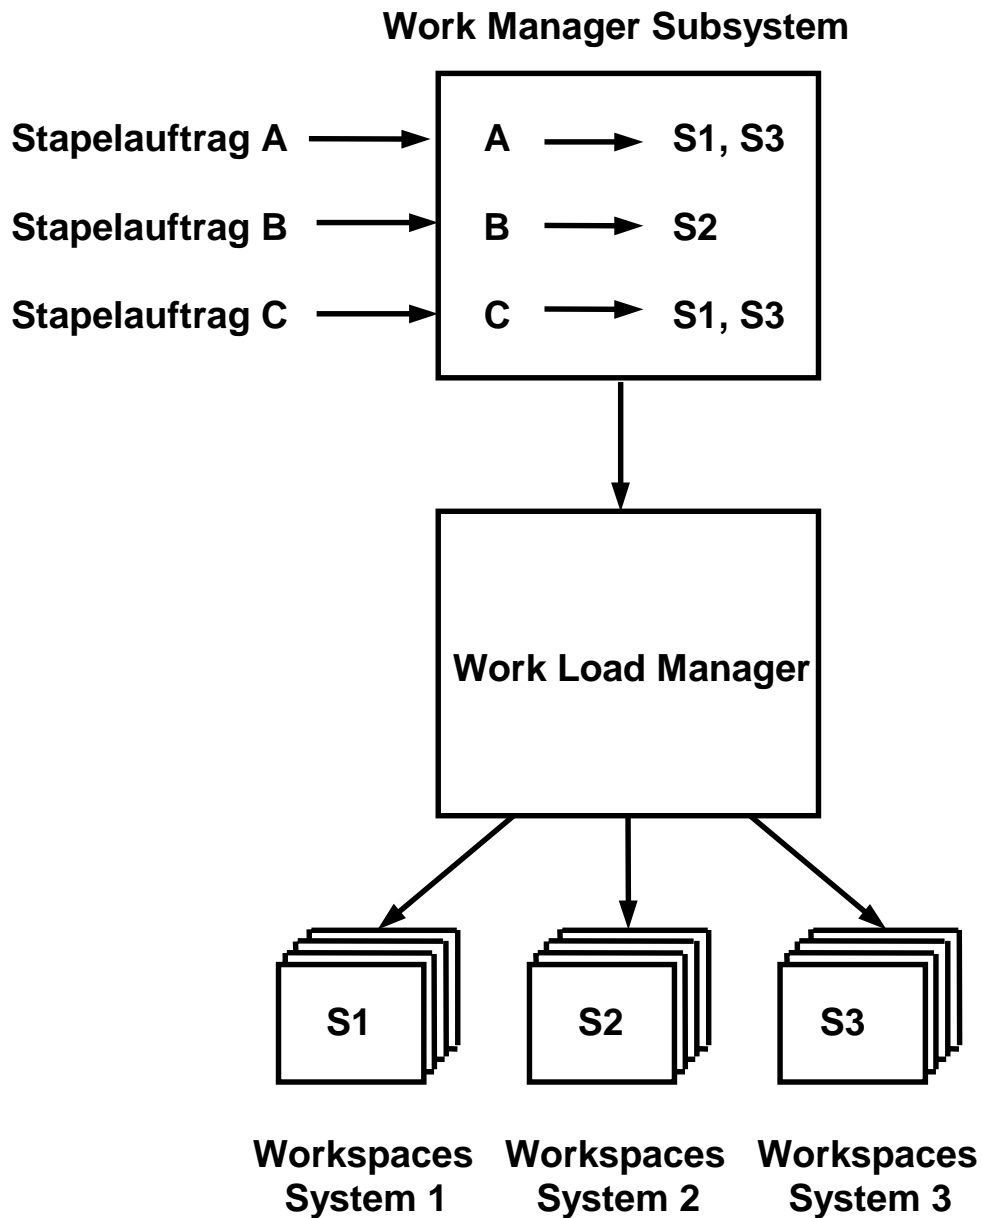 Work Manager Subsystem
Stapelauftrag A A S1, S3
Stapelauftrag B B S2
Stapelauftrag C C S1, S3
Work Load Manager
S1 S2 S3
Workspaces Workspaces Workspaces
System 1 System 2 System 3